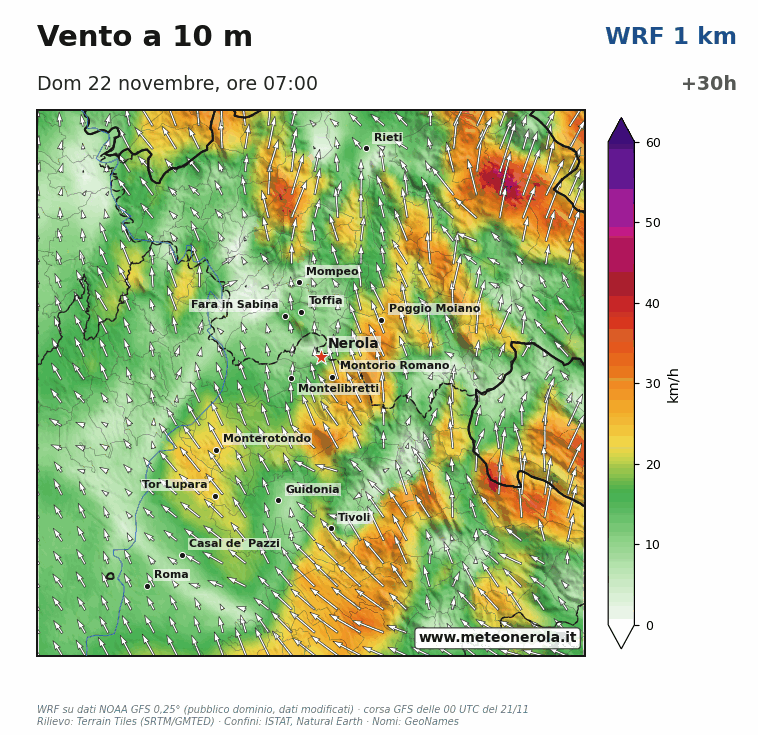 Vento a 10 m
WRF 1 km
Dom 22 novembre, ore 07:00
+30h
Rieti
Mompeo
Fara in Sabina
Toffia
Poggio Moiano
Nerola
Montorio Romano
Montelibretti
Monterotondo
Tor Lupara
Guidonia
Tivoli
Casal de' Pazzi
Roma
www.meteonerola.it
60
50
40
30
20
10
0
km/h
WRF su dati NOAA GFS 0,25° (pubblico dominio, dati modificati) · corsa GFS delle 00 UTC del 21/11
Rilievo: Terrain Tiles (SRTM/GMTED) · Confini: ISTAT, Natural Earth · Nomi: GeoNames